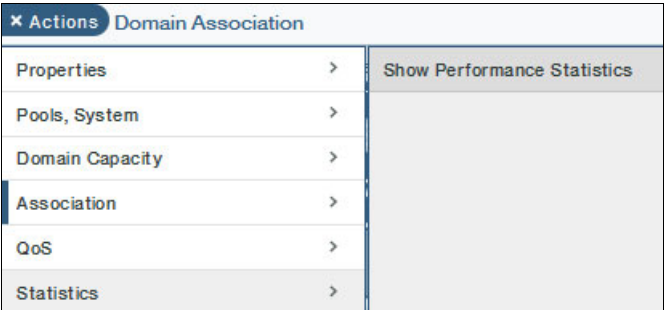 × Actions Domain Association
Properties >
Show Performance Statistics
Pools, System >
Domain Capacity >
Association >
QoS >
Statistics >